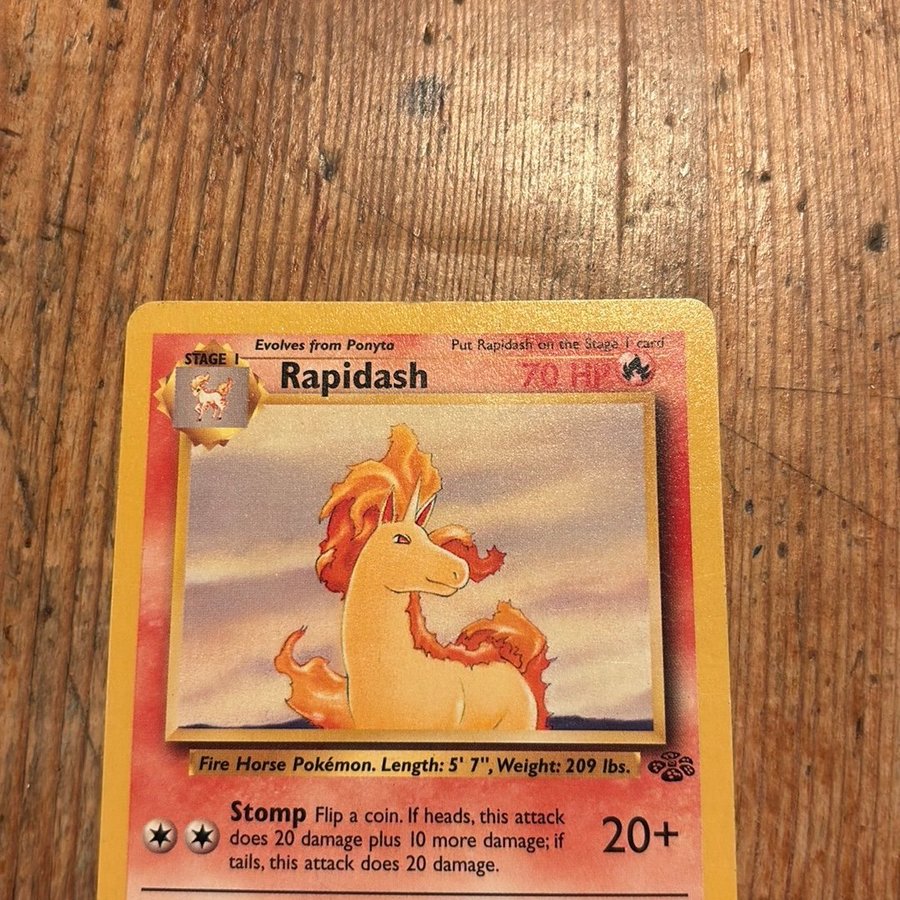 Evolves from Ponyta
Put Rapidash on the Stage 1 card
STAGE 1
Rapidash
70 HP
Fire Horse Pokémon. Length: 5' 7", Weight: 209 lbs.
Stomp Flip a coin. If heads, this attack
does 20 damage plus 10 more damage; if
tails, this attack does 20 damage.
20+